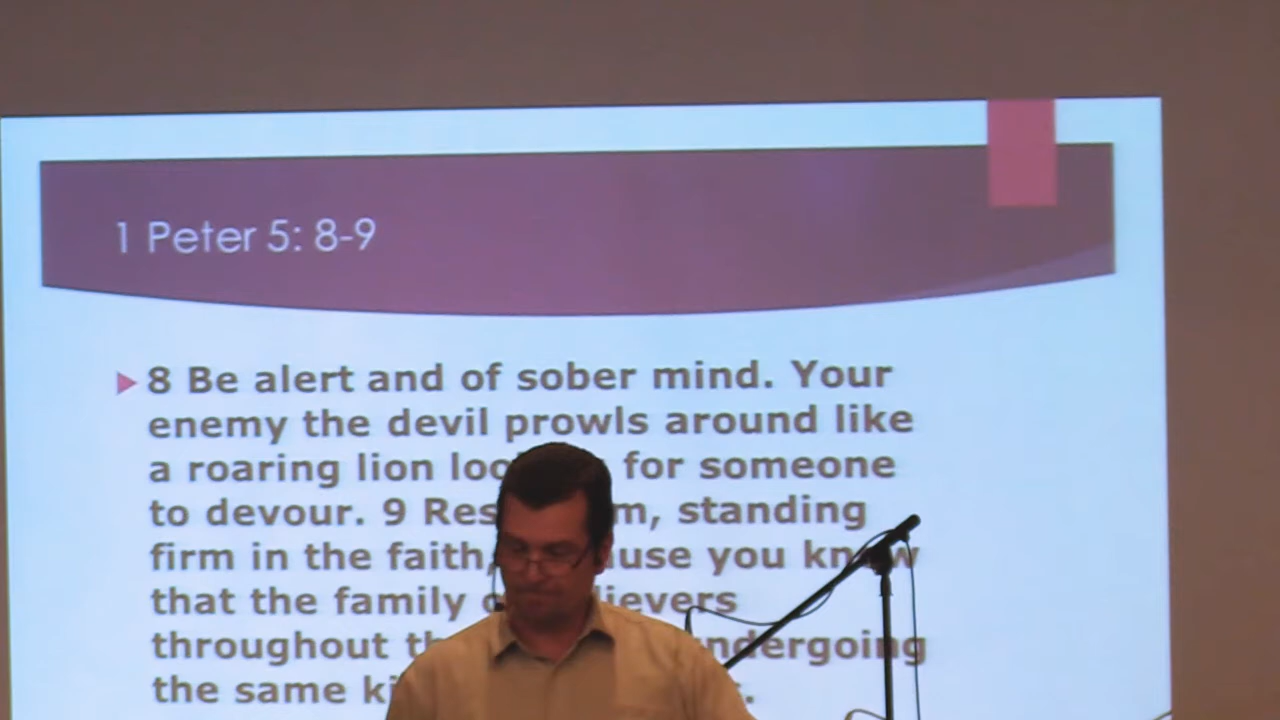 1 Peter 5: 8-9
8 Be alert and of sober mind. Your
enemy the devil prowls around like
a roaring lion loo for someone
to devour. 9 Res m, standing
firm in the faith, ause you know
that the family o lievers
throughout th ndergoing
the same ki .